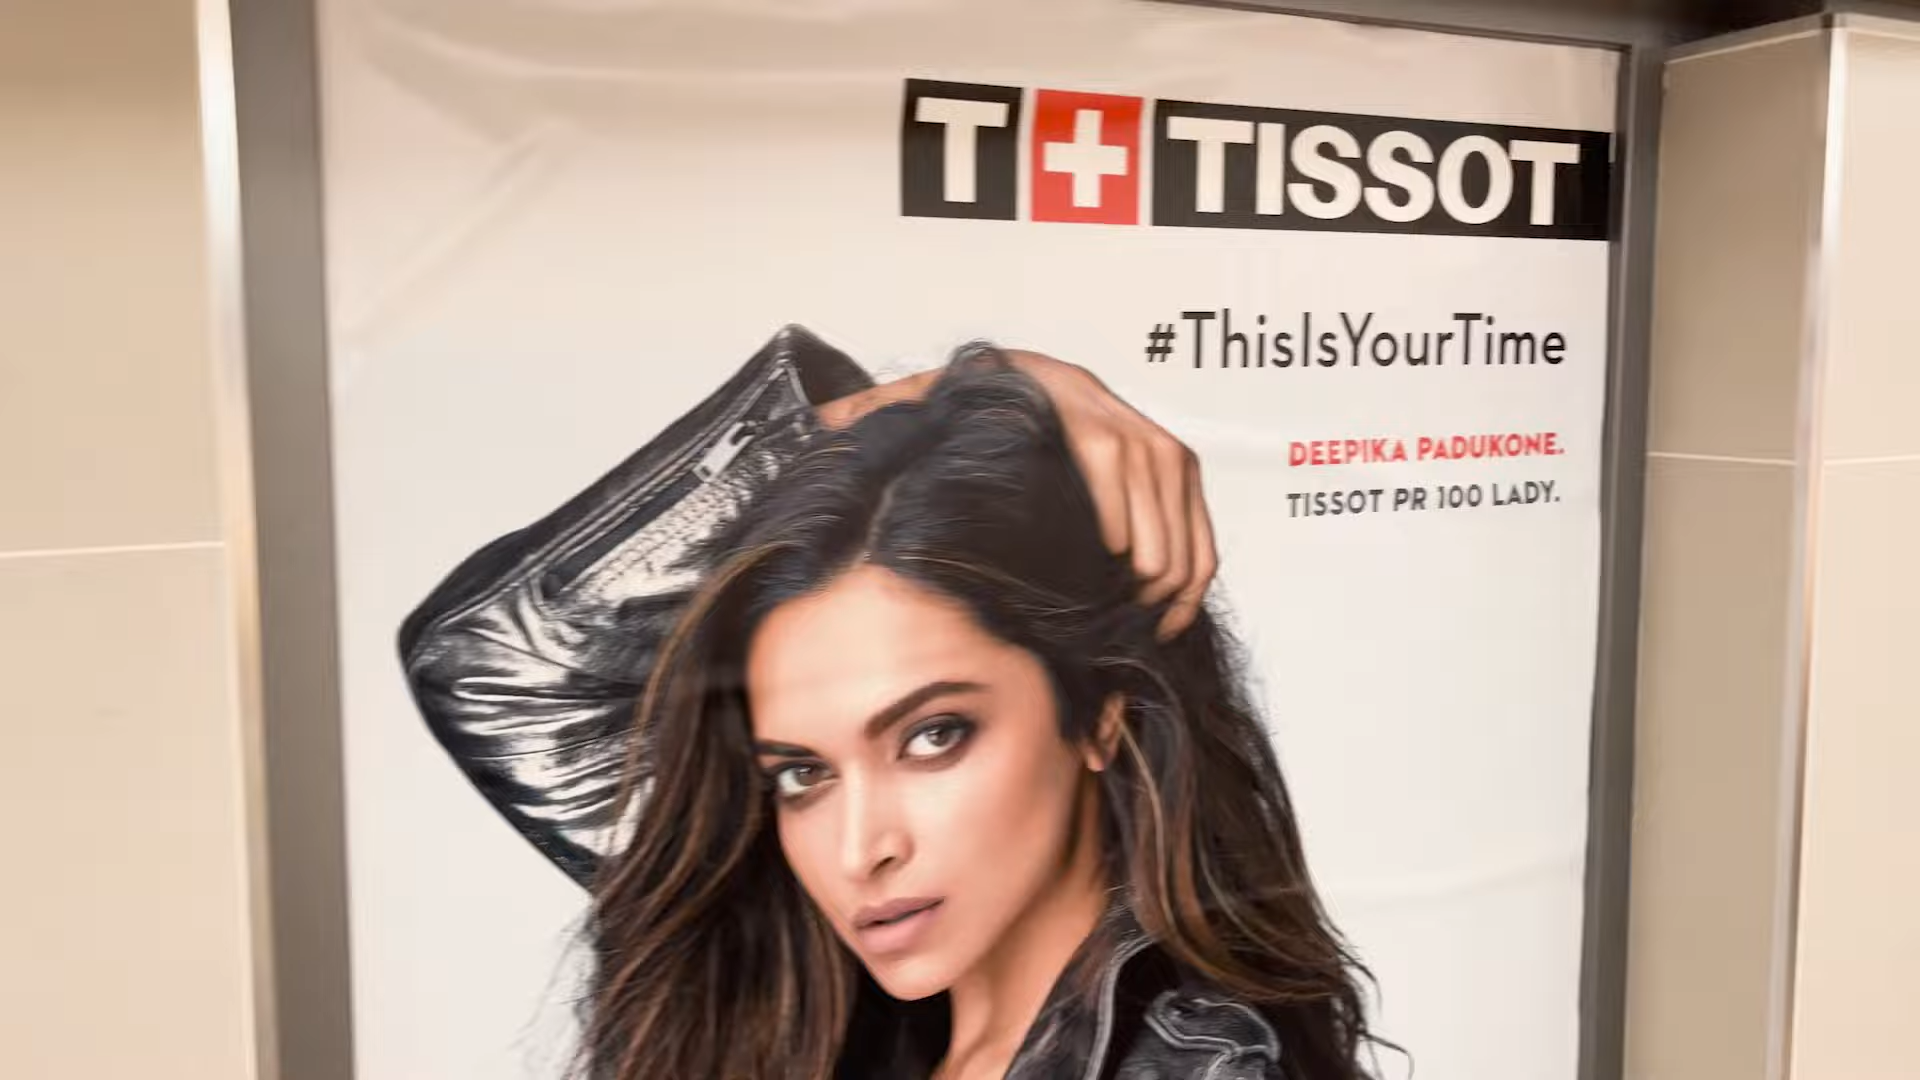 T+ TISSOT
#ThisIsYourTime
DEEPIKA PADUKONE.
TISSOT PR 100 LADY.